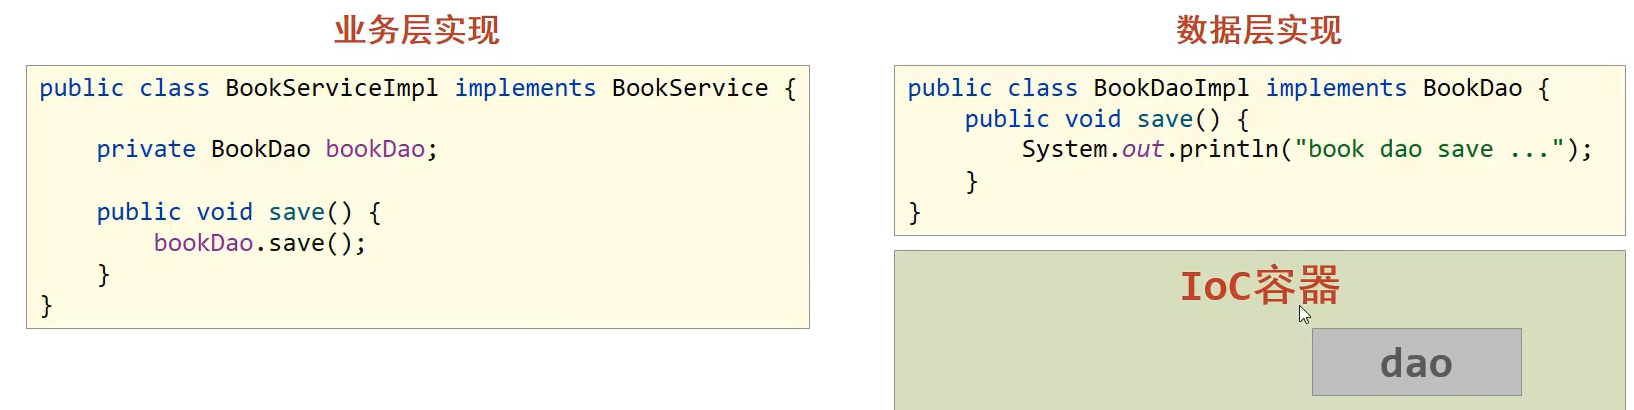 业务层实现
public class BookServiceImpl implements BookService {
    private BookDao bookDao;
    public void save() {
        bookDao.save();
    }
}
数据层实现
public class BookDaoImpl implements BookDao {
    public void save() {
        System.out.println("book dao save ...");
    }
}
IoC容器
dao